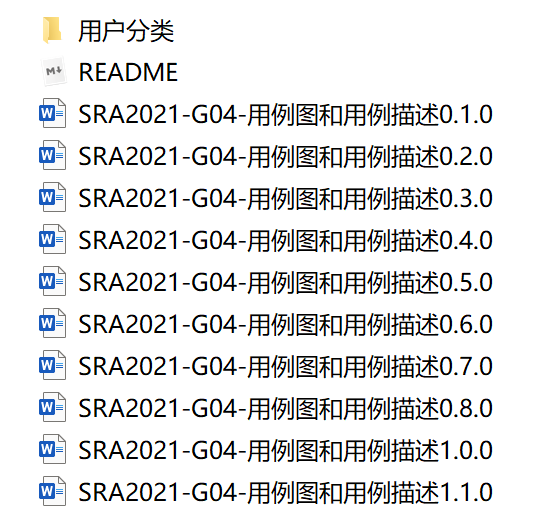 用户分类
README
SRA2021-G04-用例图和用例描述0.1.0
SRA2021-G04-用例图和用例描述0.2.0
SRA2021-G04-用例图和用例描述0.3.0
SRA2021-G04-用例图和用例描述0.4.0
SRA2021-G04-用例图和用例描述0.5.0
SRA2021-G04-用例图和用例描述0.6.0
SRA2021-G04-用例图和用例描述0.7.0
SRA2021-G04-用例图和用例描述0.8.0
SRA2021-G04-用例图和用例描述1.0.0
SRA2021-G04-用例图和用例描述1.1.0